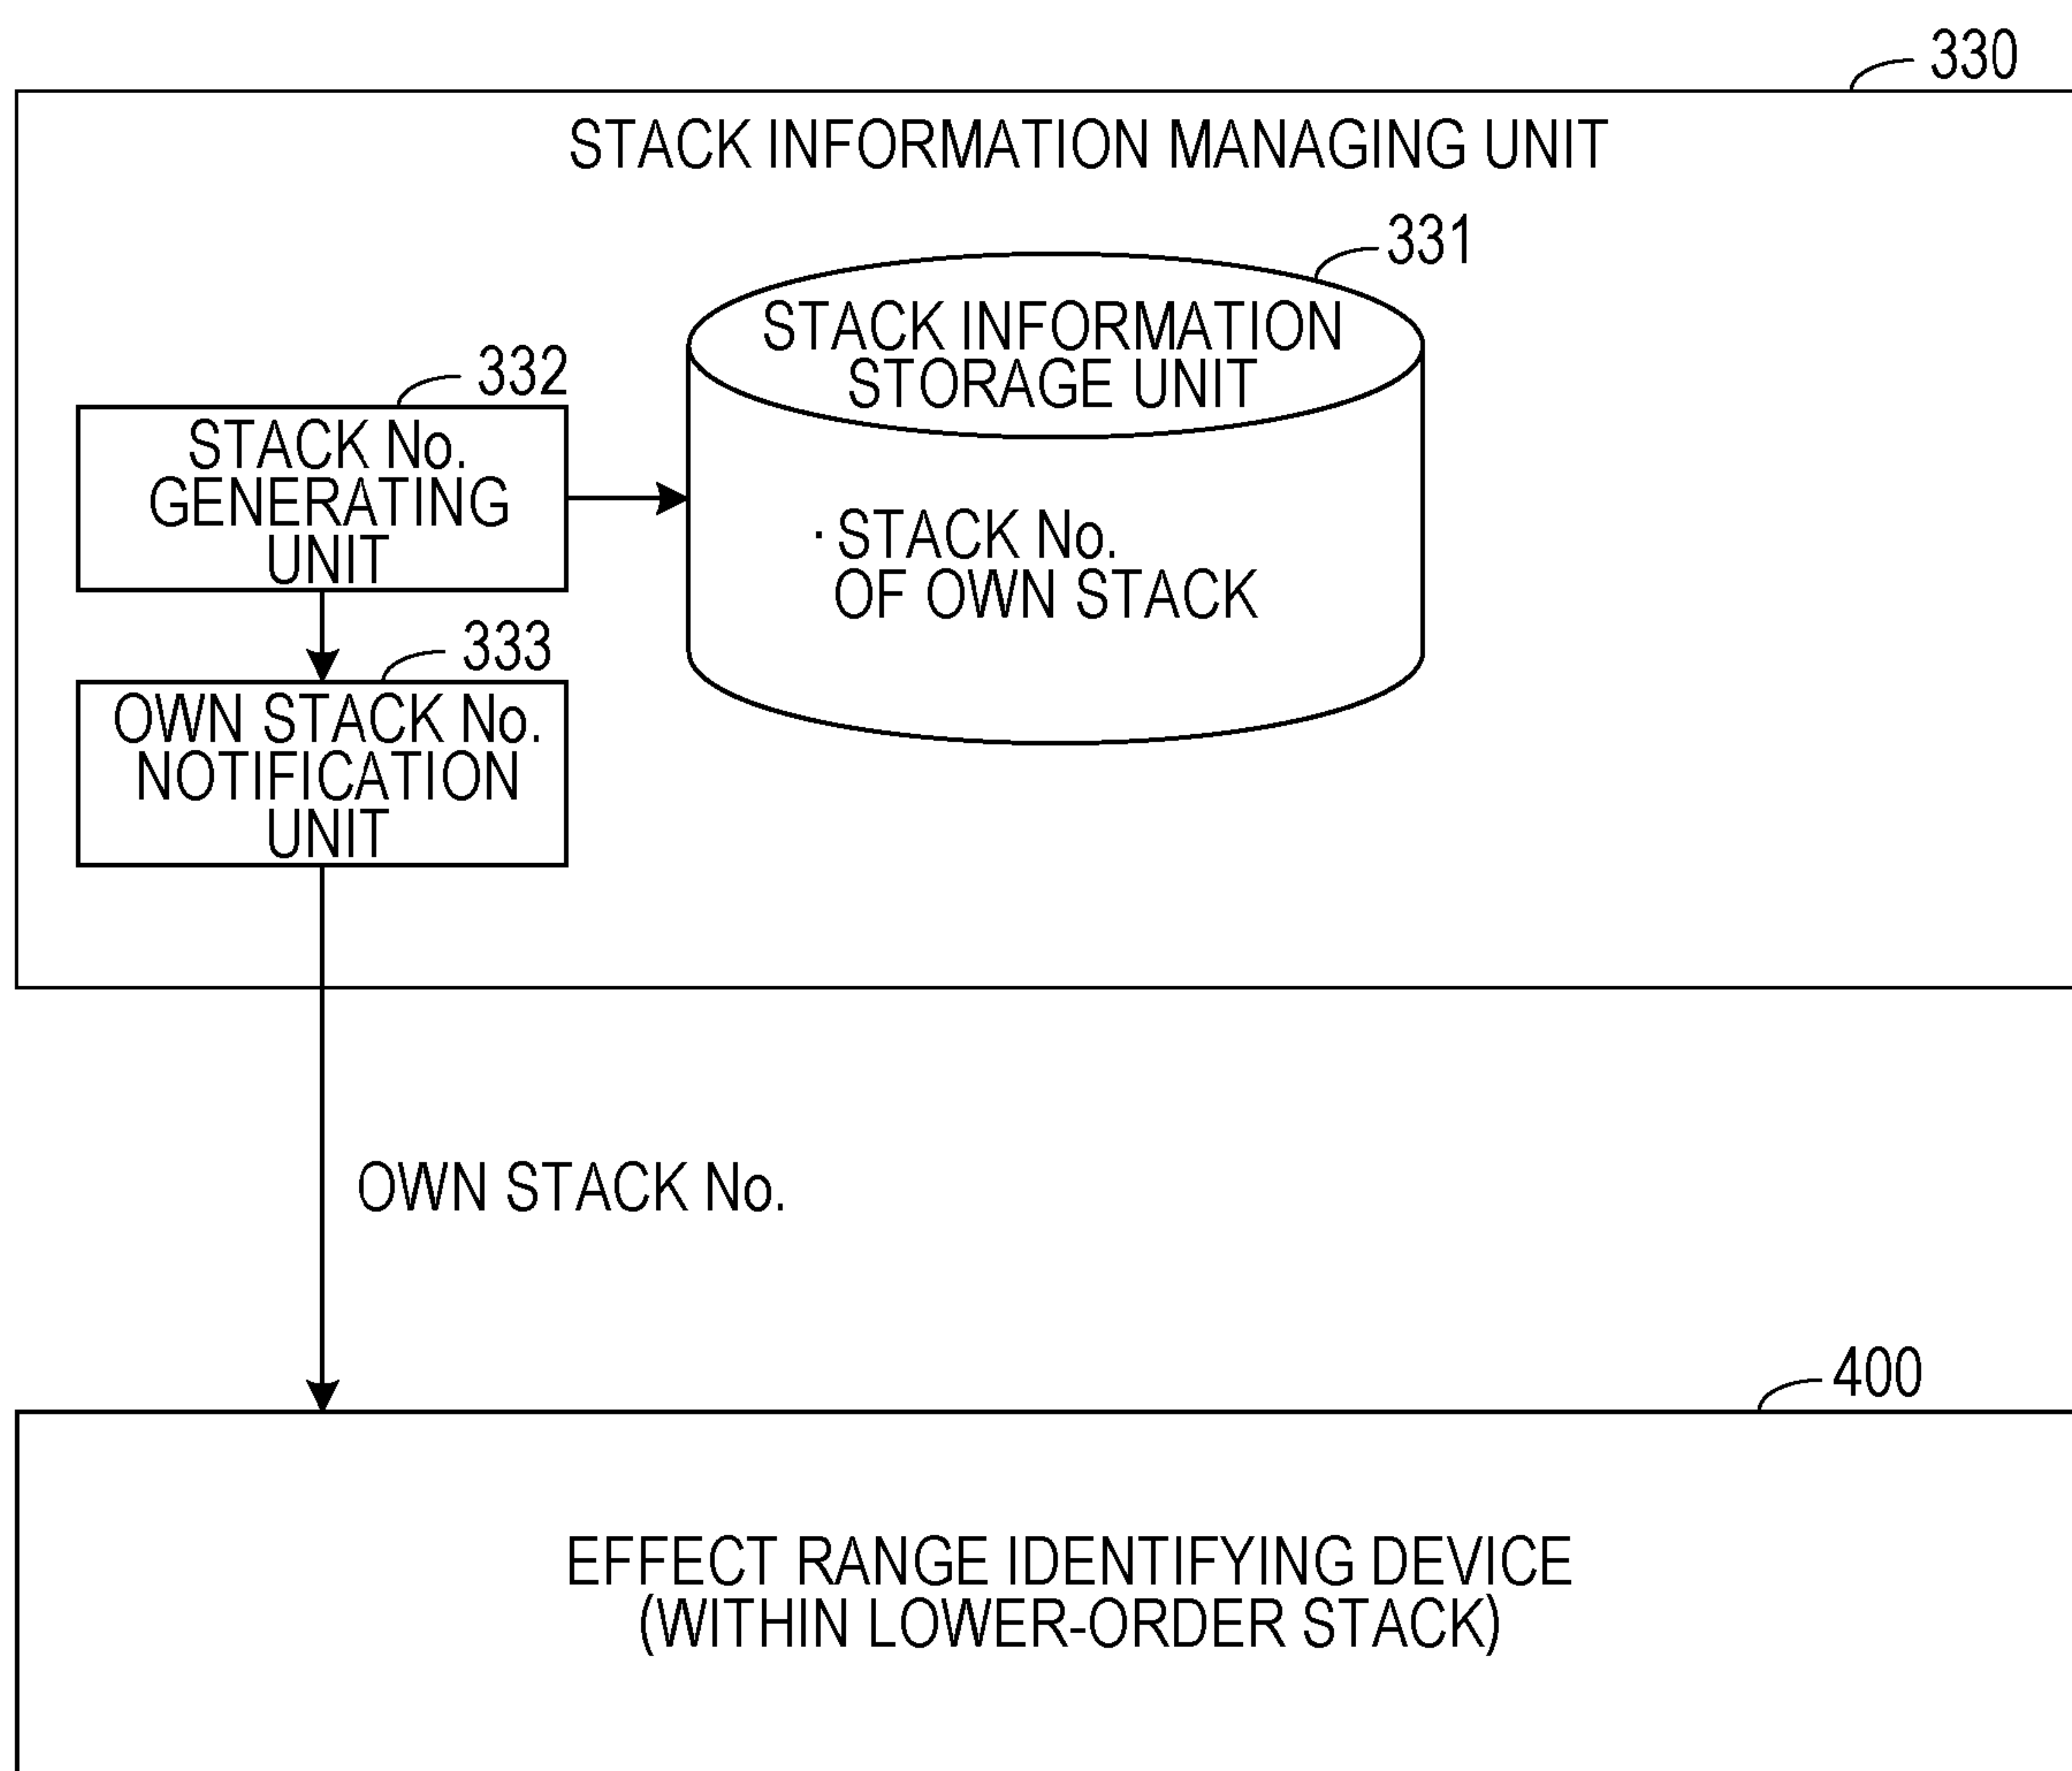 330
STACK INFORMATION MANAGING UNIT
331
STACK INFORMATION
STORAGE UNIT
332
STACK No.
GENERATING
UNIT
· STACK No.
OF OWN STACK
333
OWN STACK No.
NOTIFICATION
UNIT
OWN STACK No.
400
EFFECT RANGE IDENTIFYING DEVICE
(WITHIN LOWER-ORDER STACK)